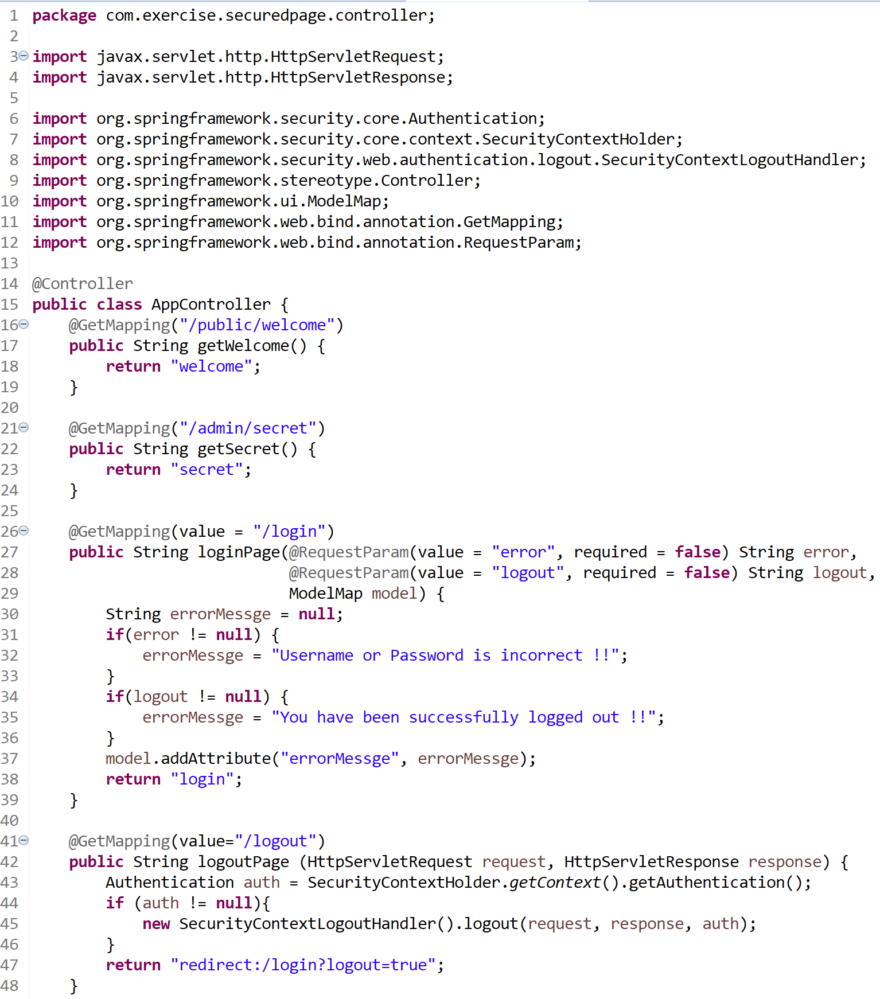 1 package com.exercise.securedpage.controller;
2
3 import javax.servlet.http.HttpServletRequest;
4 import javax.servlet.http.HttpServletResponse;
5
6 import org.springframework.security.core.Authentication;
7 import org.springframework.security.core.context.SecurityContextHolder;
8 import org.springframework.security.web.authentication.logout.SecurityContextLogoutHandler;
9 import org.springframework.stereotype.Controller;
10 import org.springframework.ui.ModelMap;
11 import org.springframework.web.bind.annotation.GetMapping;
12 import org.springframework.web.bind.annotation.RequestParam;
13
14 @Controller
15 public class AppController {
16     @GetMapping("/public/welcome")
17     public String getWelcome() {
18         return "welcome";
19     }
20
21     @GetMapping("/admin/secret")
22     public String getSecret() {
23         return "secret";
24     }
25
26     @GetMapping(value = "/login")
27     public String loginPage(@RequestParam(value = "error", required = false) String error,
28                             @RequestParam(value = "logout", required = false) String logout,
29                             ModelMap model) {
30         String errorMessge = null;
31         if(error != null) {
32             errorMessge = "Username or Password is incorrect !!";
33         }
34         if(logout != null) {
35             errorMessge = "You have been successfully logged out !!";
36         }
37         model.addAttribute("errorMessge", errorMessge);
38         return "login";
39     }
40
41     @GetMapping(value="/logout")
42     public String logoutPage (HttpServletRequest request, HttpServletResponse response) {
43         Authentication auth = SecurityContextHolder.getContext().getAuthentication();
44         if (auth != null){
45             new SecurityContextLogoutHandler().logout(request, response, auth);
46         }
47         return "redirect:/login?logout=true";
48     }